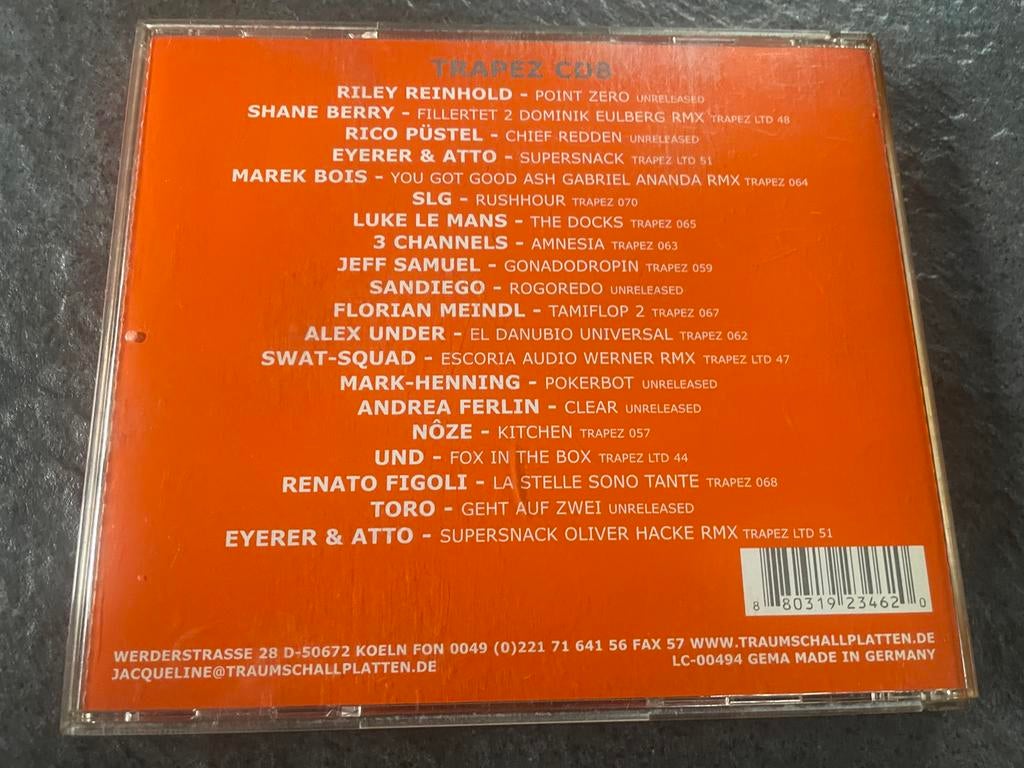 TRAPEZ CD8
RILEY REINHOLD - POINT ZERO UNRELEASED
SHANE BERRY - FILLERTET 2 DOMINIK EULBERG RMX TRAPEZ LTD 48
RICO PÜSTEL - CHIEF REDDEN UNRELEASED
EYERER & ATTO - SUPERSNACK TRAPEZ LTD 51
MAREK BOIS - YOU GOT GOOD ASH GABRIEL ANANDA RMX TRAPEZ 064
SLG - RUSHHOUR TRAPEZ 070
LUKE LE MANS - THE DOCKS TRAPEZ 065
3 CHANNELS - AMNESIA TRAPEZ 063
JEFF SAMUEL - GONADODROPIN TRAPEZ 059
SANDIEGO - ROGOREDO UNRELEASED
FLORIAN MEINDL - TAMIFLOP 2 TRAPEZ 067
ALEX UNDER - EL DANUBIO UNIVERSAL TRAPEZ 062
SWAT-SQUAD - ESCORIA AUDIO WERNER RMX TRAPEZ LTD 47
MARK-HENNING - POKERBOT UNRELEASED
ANDREA FERLIN - CLEAR UNRELEASED
NÔZE - KITCHEN TRAPEZ 057
UND - FOX IN THE BOX TRAPEZ LTD 44
RENATO FIGOLI - LA STELLE SONO TANTE TRAPEZ 068
TORO - GEHT AUF ZWEI UNRELEASED
EYERER & ATTO - SUPERSNACK OLIVER HACKE RMX TRAPEZ LTD 51
8 80319 23462 0
WERDERSTRASSE 28 D-50672 KOELN FON 0049 (0)221 71 641 56 FAX 57 WWW.TRAUMSCHALLPLATTEN.DE
JACQUELINE@TRAUMSCHALLPLATTEN.DE LC-00494 GEMA MADE IN GERMANY